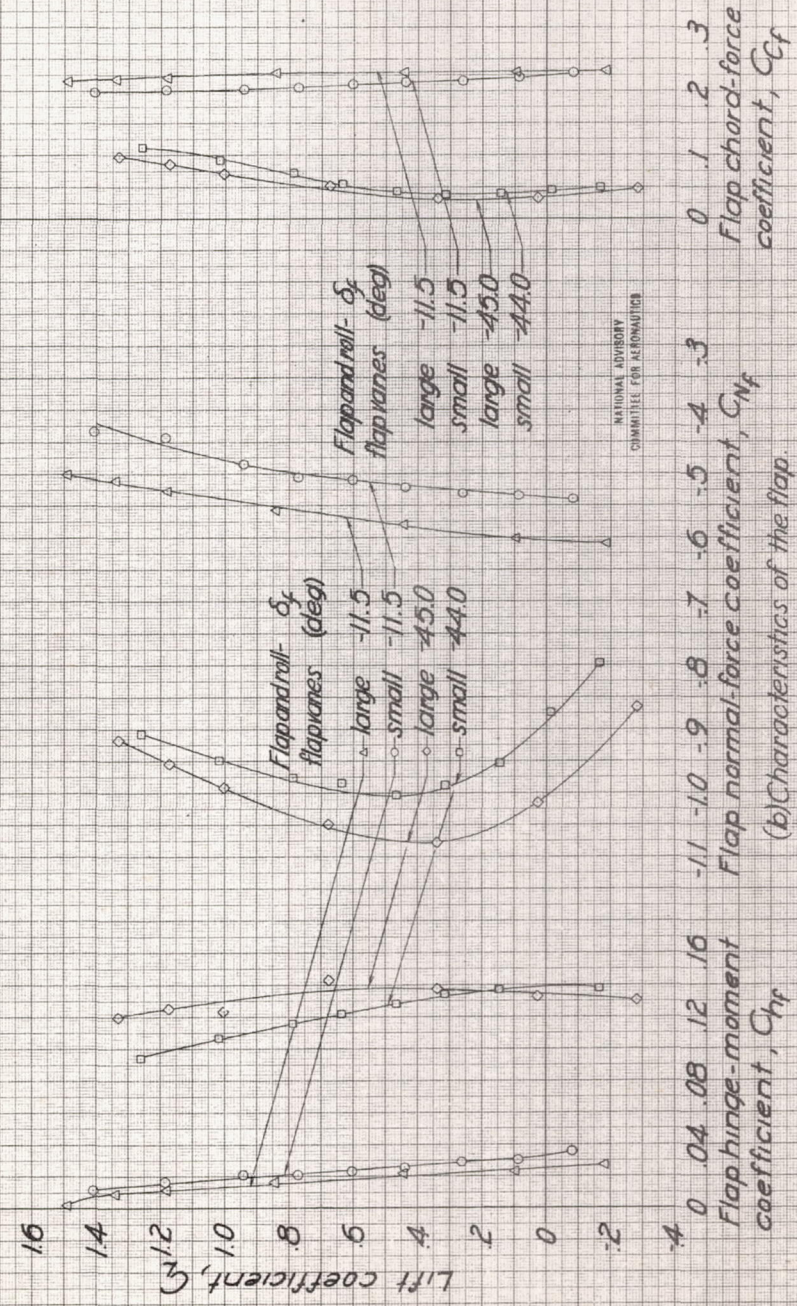 1.6
1.4
1.2
1.0
.8
.6
.4
.2
0
-.2
-.4
Lift coefficient, CL
0 .04 .08 .12 .16
Flap hinge-moment
coefficient, Chf
-1.1 -1.0 -.9 -.8 -.7 -.6 -.5 -.4 -.3
Flap normal-force coefficient, CNf
0 .1 .2 .3
Flap chord-force
coefficient, CCf
Flap and roll- δf
flap vanes (deg)
large -11.5
small -11.5
large -45.0
small -44.0
Flap and roll- δf
flap vanes (deg)
large -11.5
small -11.5
large -45.0
small -44.0
NATIONAL ADVISORY
COMMITTEE FOR AERONAUTICS
(b) Characteristics of the flap.